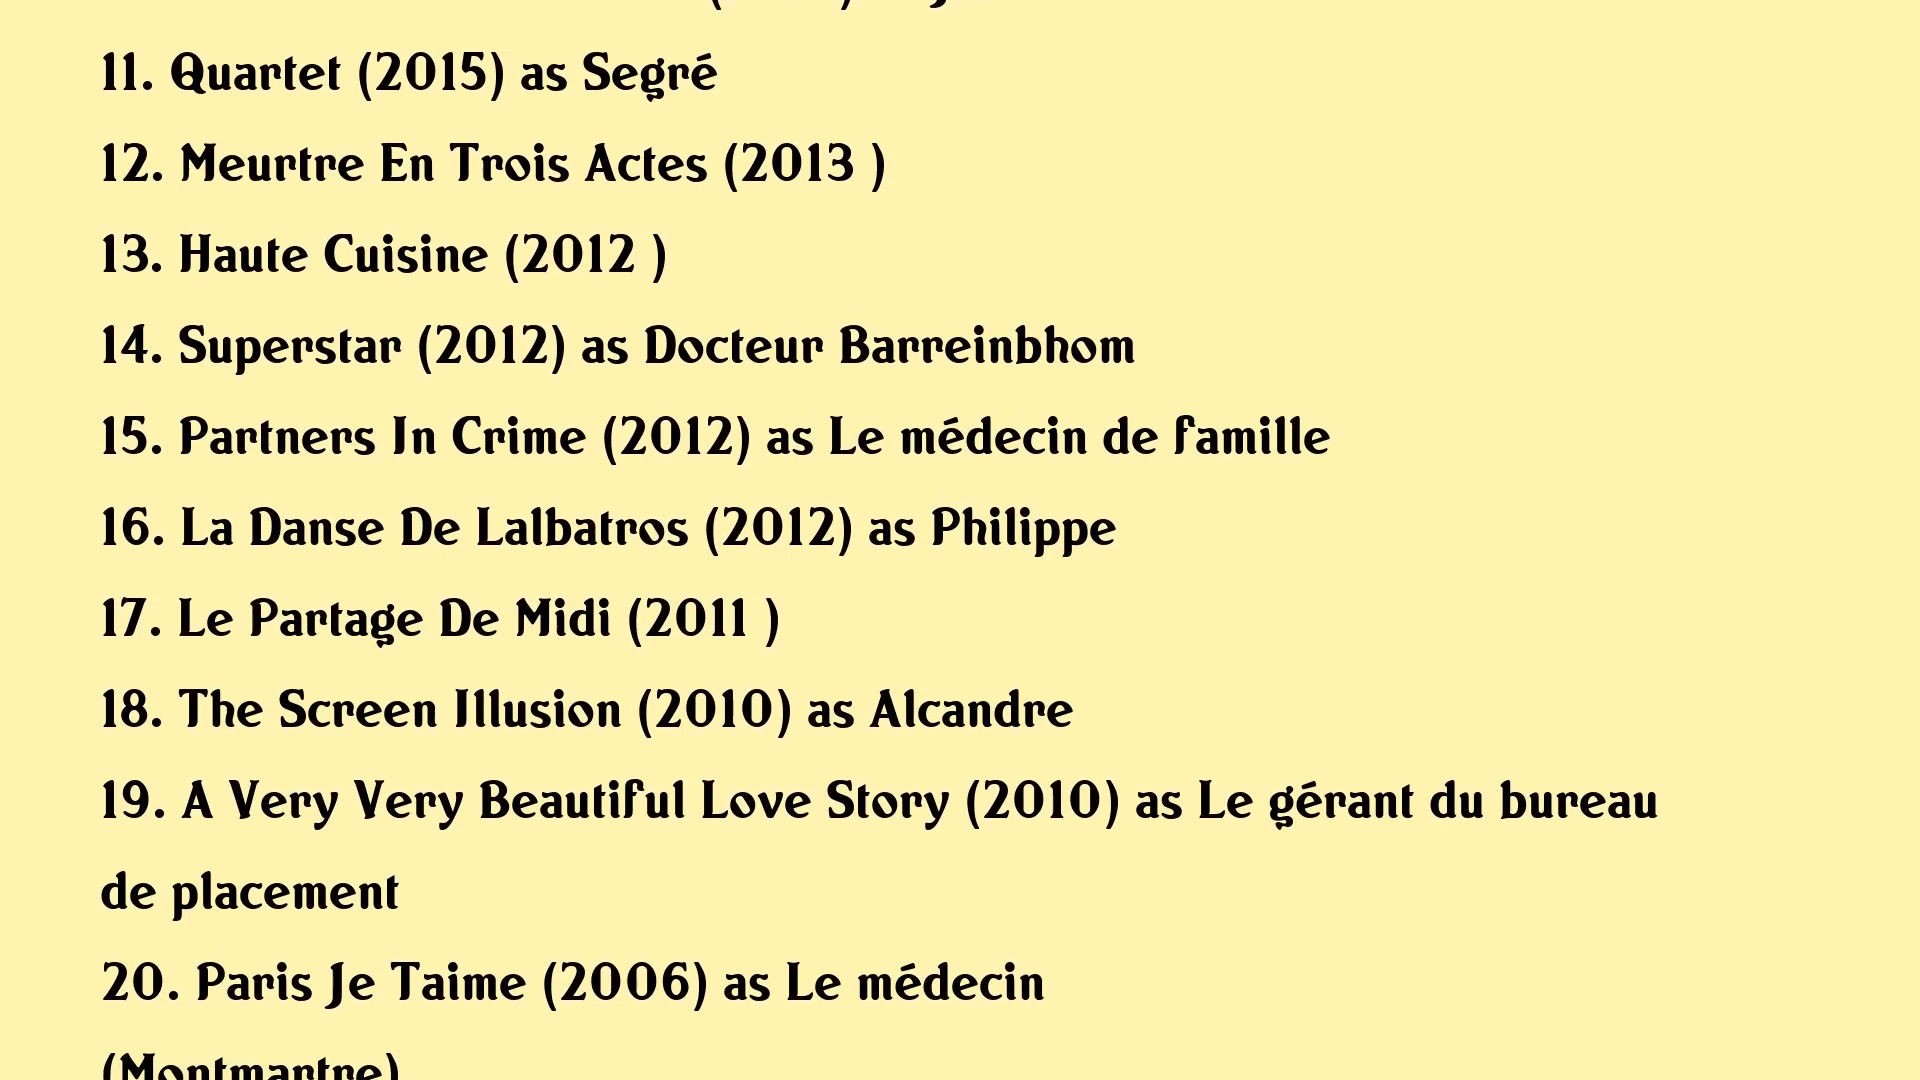 11. Quartet (2015) as Segré
12. Meurtre En Trois Actes (2013 )
13. Haute Cuisine (2012 )
14. Superstar (2012) as Docteur Barreinbhom
15. Partners In Crime (2012) as Le médecin de famille
16. La Danse De Lalbatros (2012) as Philippe
17. Le Partage De Midi (2011 )
18. The Screen Illusion (2010) as Alcandre
19. A Very Very Beautiful Love Story (2010) as Le gérant du bureau
de placement
20. Paris Je Taime (2006) as Le médecin
(Montmartre)